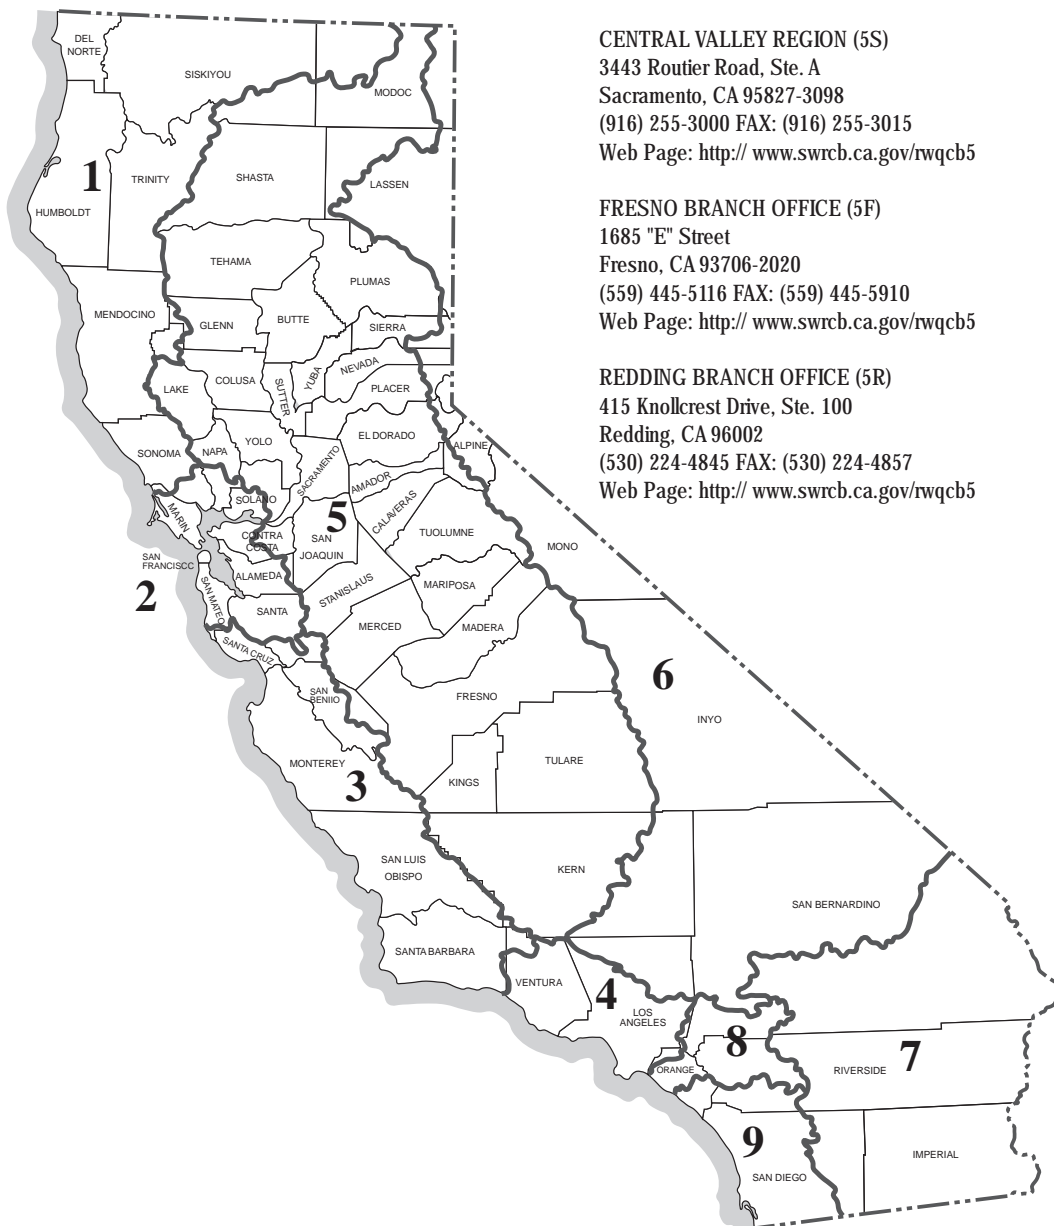 CENTRAL VALLEY REGION (5S)
3443 Routier Road, Ste. A
Sacramento, CA 95827-3098
(916) 255-3000 FAX: (916) 255-3015
Web Page: http:// www.swrcb.ca.gov/rwqcb5
FRESNO BRANCH OFFICE (5F)
1685 "E" Street
Fresno, CA 93706-2020
(559) 445-5116 FAX: (559) 445-5910
Web Page: http:// www.swrcb.ca.gov/rwqcb5
REDDING BRANCH OFFICE (5R)
415 Knollcrest Drive, Ste. 100
Redding, CA 96002
(530) 224-4845 FAX: (530) 224-4857
Web Page: http:// www.swrcb.ca.gov/rwqcb5
DEL
NORTE
SISKIYOU
MODOC
1
TRINITY
SHASTA
LASSEN
HUMBOLDT
TEHAMA
PLUMAS
MENDOCINO
GLENN
BUTTE
SIERRA
NEVADA
YUBA
COLUSA
SUTTER
LAKE
PLACER
EL DORADO
YOLO
SONOMA
NAPA
ALPINE
SACRAMENTO
AMADOR
SOLANO
CALAVERAS
MARIN
5
TUOLUMNE
CONTRA
COSTA
SAN
JOAQUIN
MONO
SAN
FRANCISCC
ALAMEDA
STANISLAUS
MARIPOSA
2
SAN MATEO
SANTA
MERCED
MADERA
SANTA CRUZ
6
SAN
BENIIO
FRESNO
INYO
MONTEREY
TULARE
3
KINGS
SAN LUIS
OBISPO
KERN
SAN BERNARDINO
SANTA BARBARA
VENTURA
4
LOS
ANGELES
8
7
ORANGE
RIVERSIDE
9
SAN DIEGO
IMPERIAL